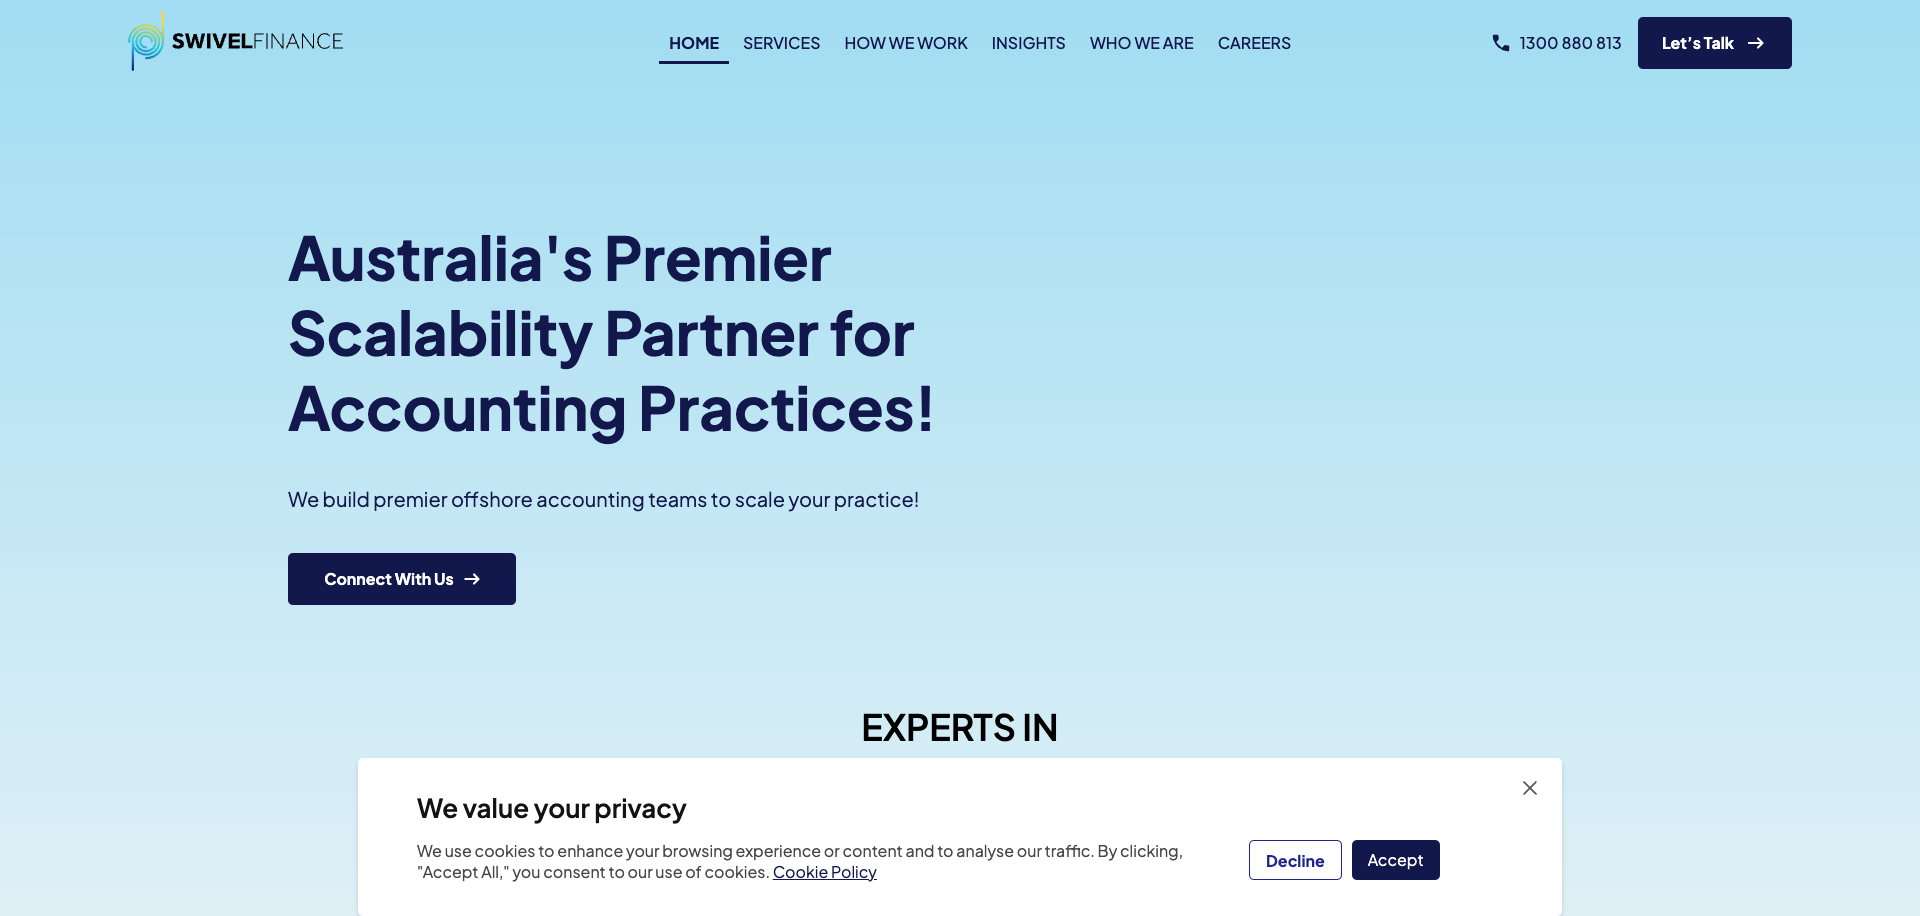 SWIVELFINANCE
HOME
SERVICES
HOW WE WORK
INSIGHTS
WHO WE ARE
CAREERS
1300 880 813
Let’s Talk
Australia's Premier
Scalability Partner for
Accounting Practices!
We build premier offshore accounting teams to scale your practice!
Connect With Us
EXPERTS IN
We value your privacy
We use cookies to enhance your browsing experience or content and to analyse our traffic. By clicking,
"Accept All," you consent to our use of cookies. Cookie Policy
Decline
Accept